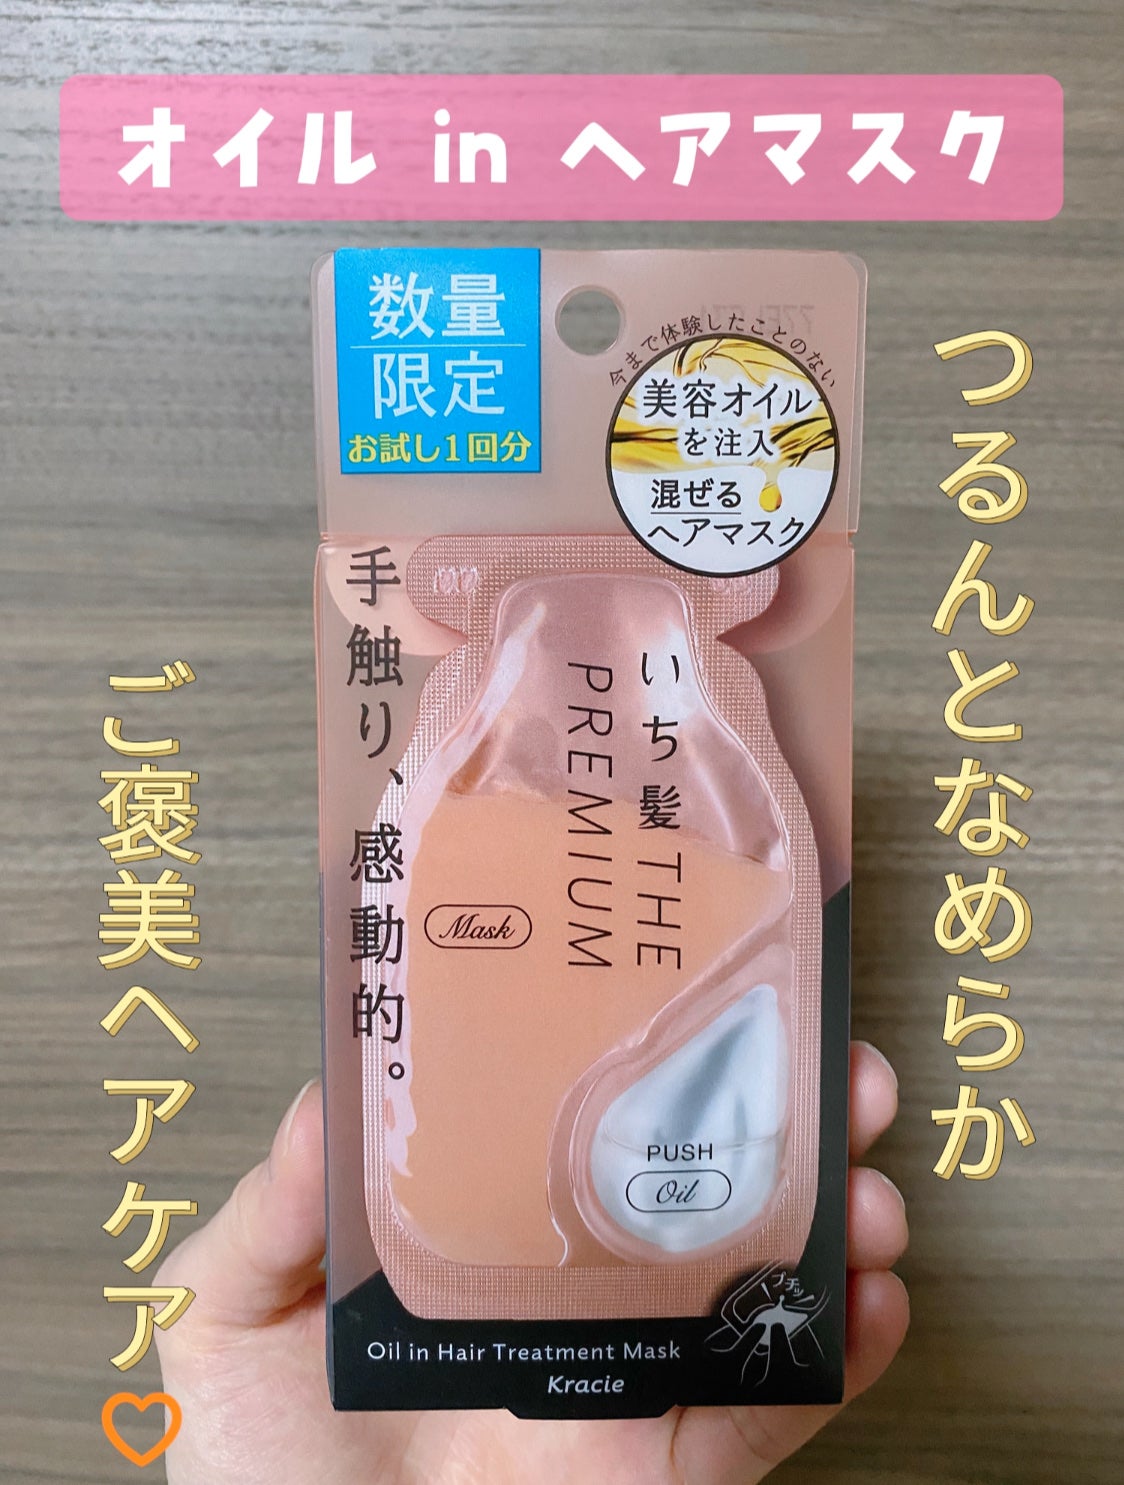 オイル in ヘアマスク
数量
限定
お試し1回分
今まで体験したことのない
美容オイル
を注入
混ぜる
ヘアマスク
つるんとなめらか
ご褒美ヘアケア♡
手触り、感動的。
いち髪 THE
PREMIUM
Mask
PUSH
Oil
プチッ
Oil in Hair Treatment Mask
Kracie